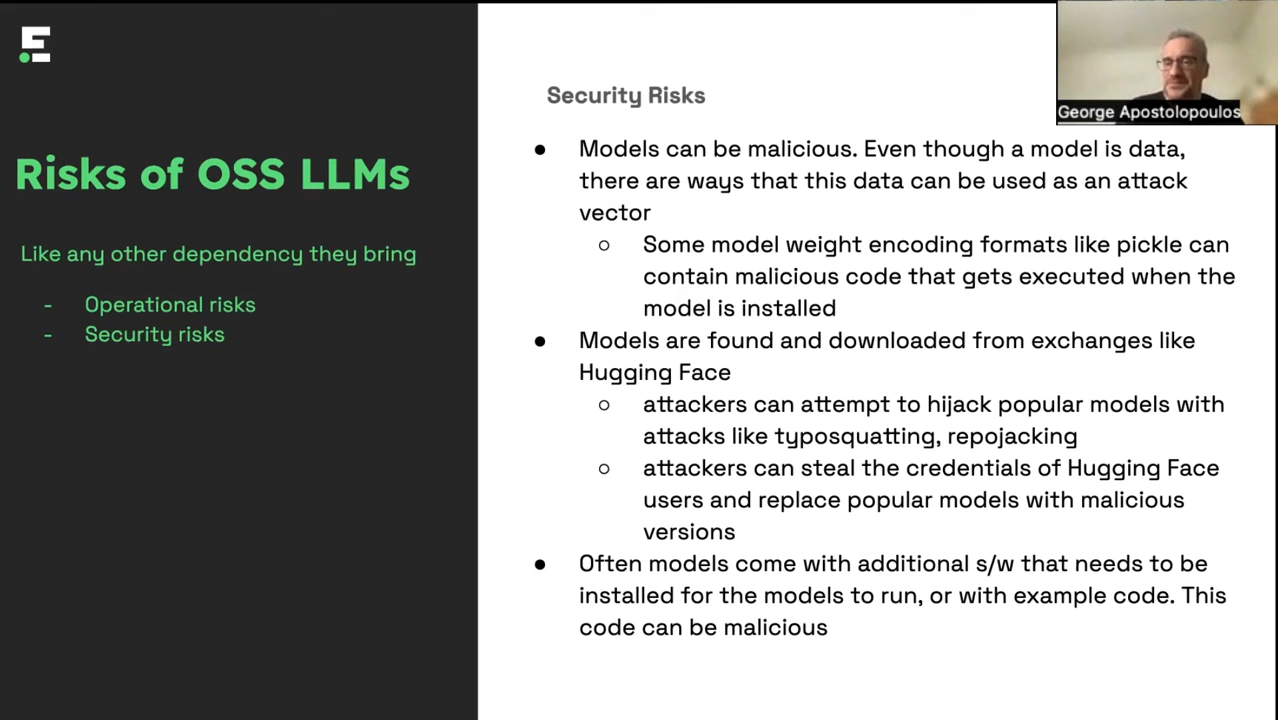 Risks of OSS LLMs
Like any other dependency they bring
- Operational risks
- Security risks
Security Risks
● Models can be malicious. Even though a model is data,
there are ways that this data can be used as an attack
vector
○ Some model weight encoding formats like pickle can
contain malicious code that gets executed when the
model is installed
● Models are found and downloaded from exchanges like
Hugging Face
○ attackers can attempt to hijack popular models with
attacks like typosquatting, repojacking
○ attackers can steal the credentials of Hugging Face
users and replace popular models with malicious
versions
● Often models come with additional s/w that needs to be
installed for the models to run, or with example code. This
code can be malicious
George Apostolopoulos